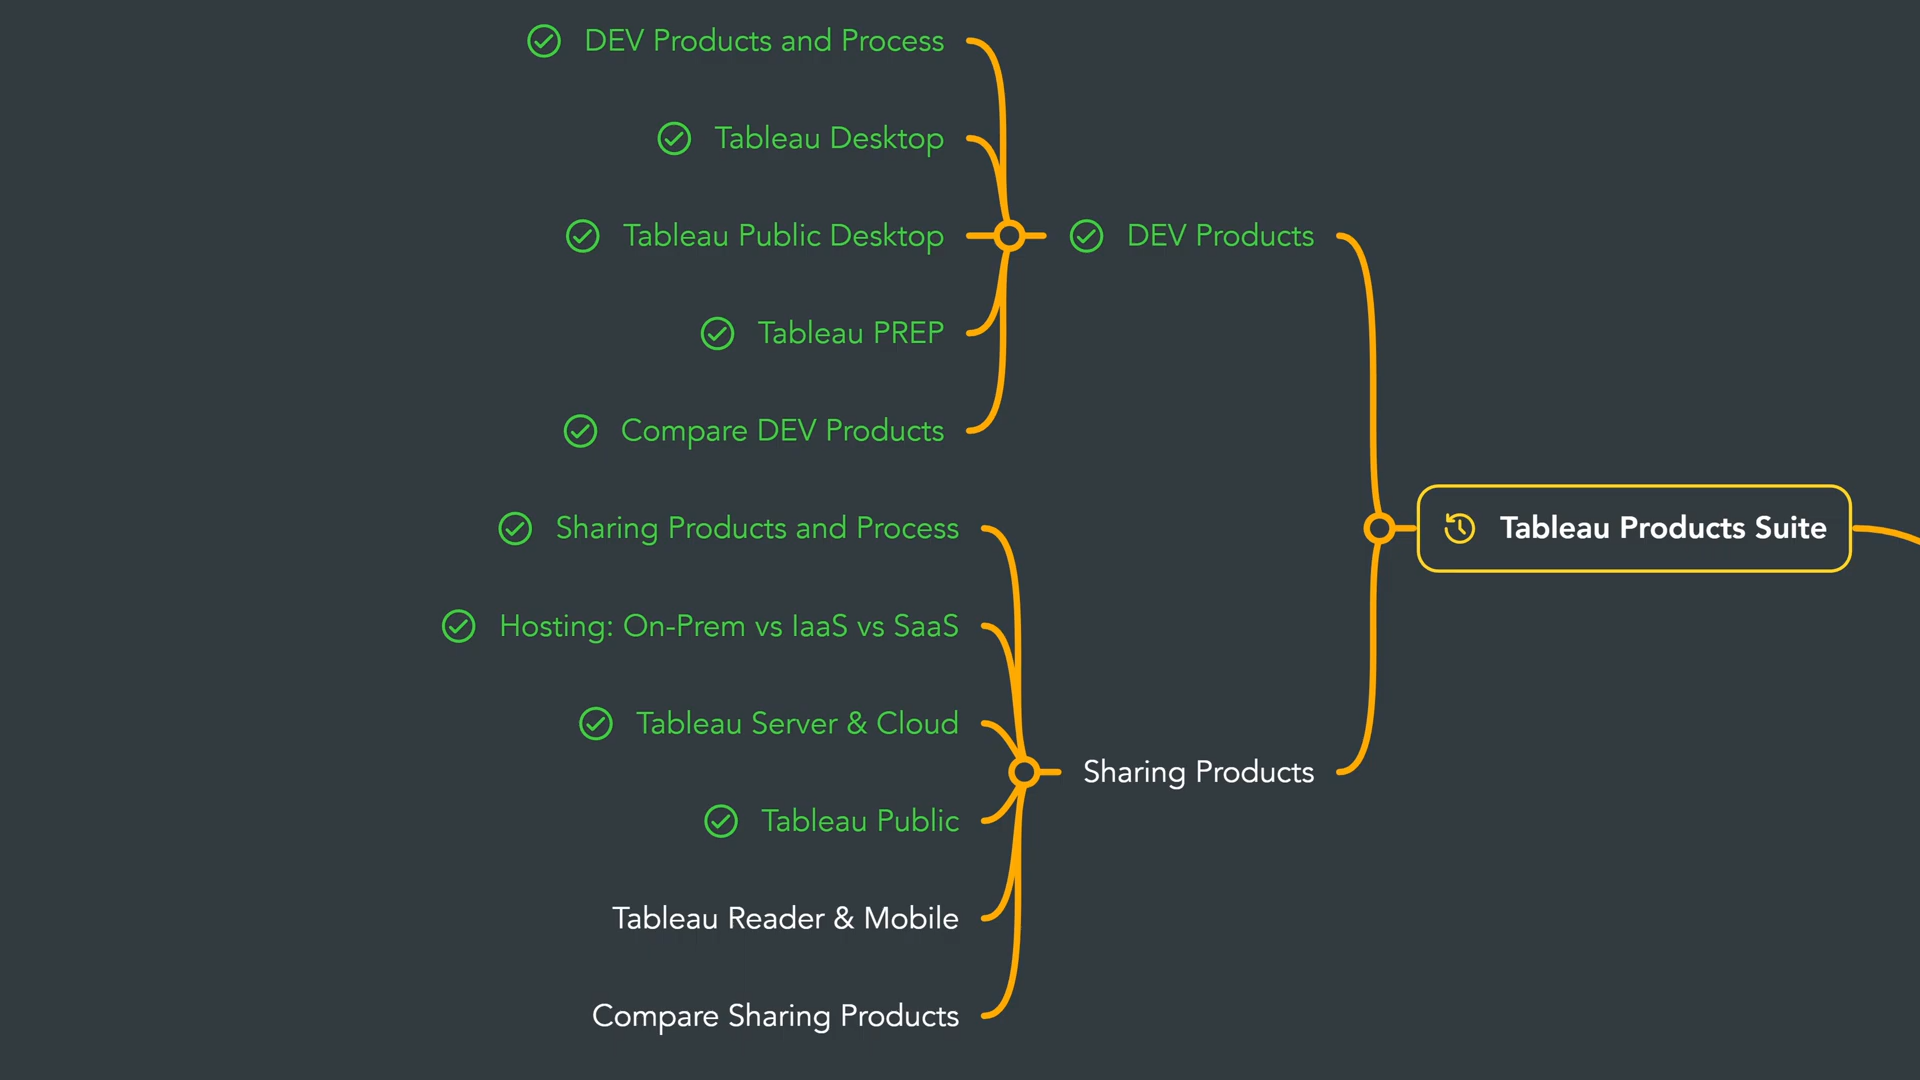 DEV Products and Process
Tableau Desktop
Tableau Public Desktop
DEV Products
Tableau PREP
Compare DEV Products
Sharing Products and Process
Tableau Products Suite
Hosting: On-Prem vs IaaS vs SaaS
Tableau Server & Cloud
Sharing Products
Tableau Public
Tableau Reader & Mobile
Compare Sharing Products